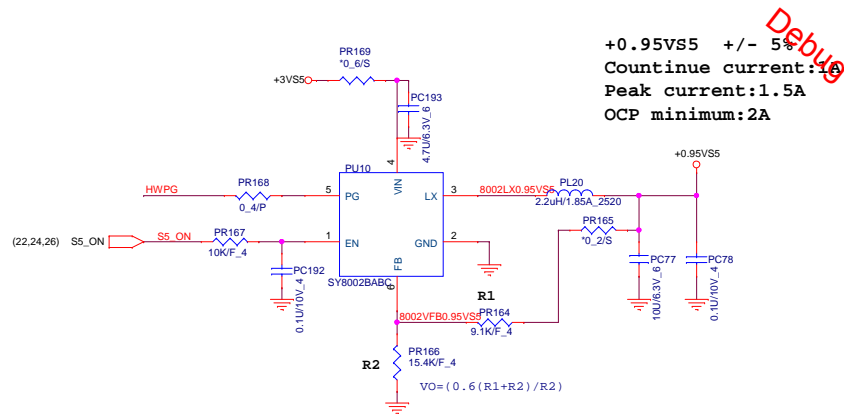 +0.95VS5 +/- 5%
Countinue current:1A
Peak current:1.5A
OCP minimum:2A
Debug
PR169
*0_6/S
+3VS5
PC193
4.7U/6.3V_6
PU10
4
VIN
+0.95VS5
HWPG
PR168
0_4/P
5
PG
LX
3
8002LX0.95VS5
PL20
2.2uH/1.85A_2520
(22,24,26)
S5_ON
S5_ON
PR167
10K/F_4
1
EN
GND
2
PR165
*0_2/S
PC192
0.1U/10V_4
FB
SY8002BABC
6
PC77
10U/6.3V_6
PC78
0.1U/10V_4
R1
8002VFB0.95VS5
PR164
9.1K/F_4
R2
PR166
15.4K/F_4
VO=(0.6(R1+R2)/R2)